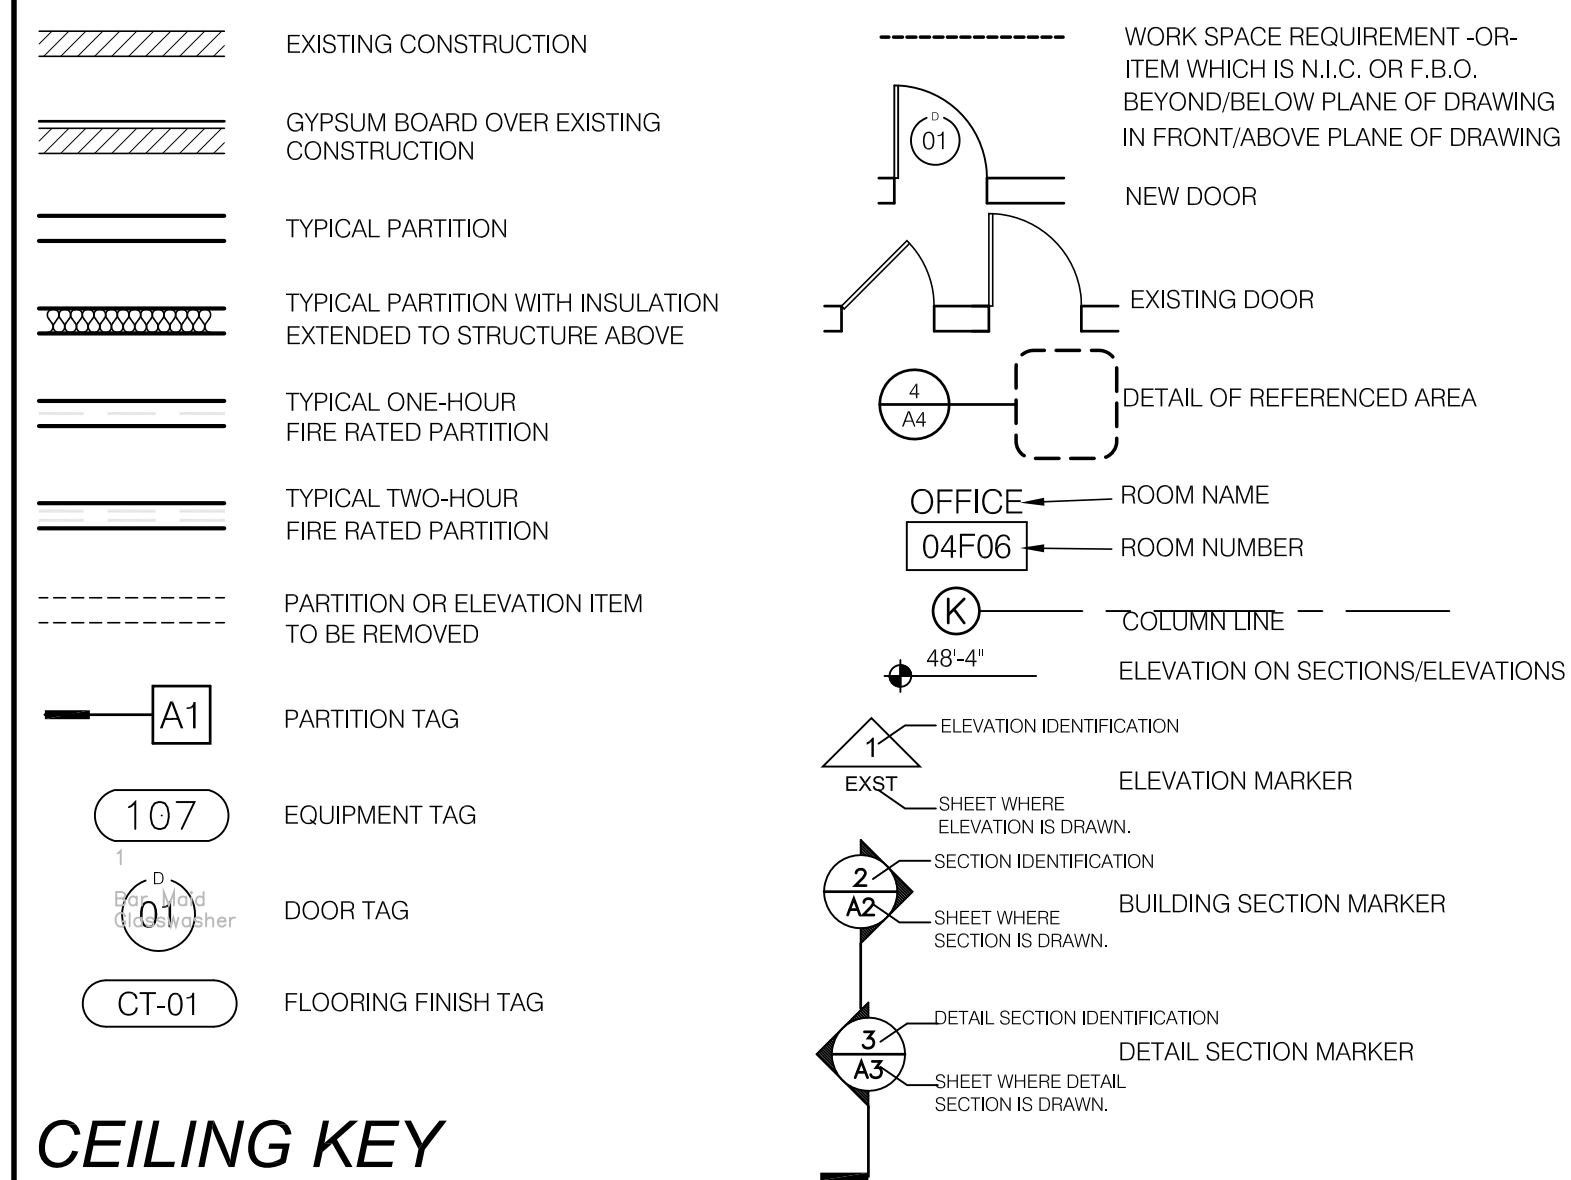 EXISTING CONSTRUCTION
GYPSUM BOARD OVER EXISTING
CONSTRUCTION
TYPICAL PARTITION
TYPICAL PARTITION WITH INSULATION
EXTENDED TO STRUCTURE ABOVE
TYPICAL ONE-HOUR
FIRE RATED PARTITION
TYPICAL TWO-HOUR
FIRE RATED PARTITION
PARTITION OR ELEVATION ITEM
TO BE REMOVED
A1
PARTITION TAG
107
EQUIPMENT TAG
1
Bar Maid
Glasswasher
D
01
DOOR TAG
CT-01
FLOORING FINISH TAG
CEILING KEY
WORK SPACE REQUIREMENT -OR-
ITEM WHICH IS N.I.C. OR F.B.O.
BEYOND/BELOW PLANE OF DRAWING
IN FRONT/ABOVE PLANE OF DRAWING
D
01
NEW DOOR
EXISTING DOOR
4
A4
DETAIL OF REFERENCED AREA
OFFICE
ROOM NAME
04F06
ROOM NUMBER
K
COLUMN LINE
48'-4"
ELEVATION ON SECTIONS/ELEVATIONS
1
EXST
ELEVATION IDENTIFICATION
ELEVATION MARKER
SHEET WHERE
ELEVATION IS DRAWN.
2
A2
SECTION IDENTIFICATION
BUILDING SECTION MARKER
SHEET WHERE
SECTION IS DRAWN.
3
A3
DETAIL SECTION IDENTIFICATION
DETAIL SECTION MARKER
SHEET WHERE DETAIL
SECTION IS DRAWN.